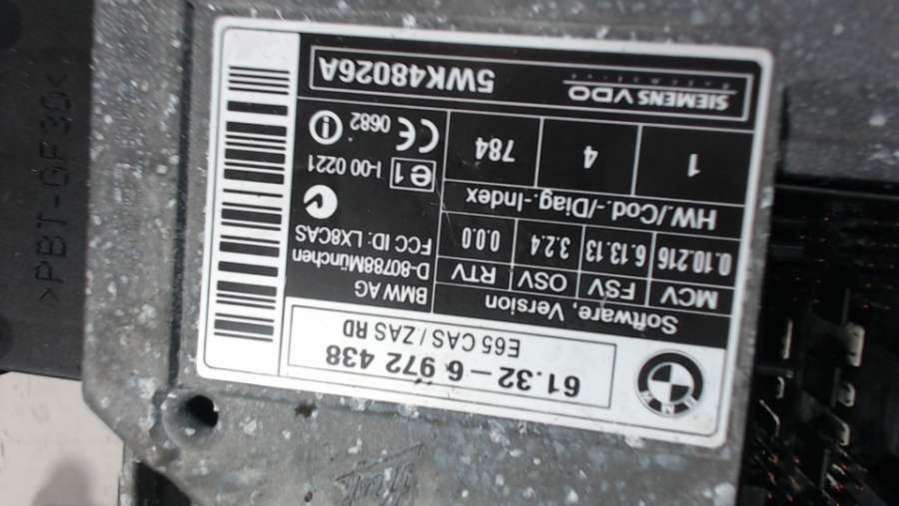 61.32-6 972 438
E65 CAS / ZAS RD
Software, Version
MCV FSV OSV RTV
0.10.216 6.13.13 3.2.4 0.0.0
HW./Cod.-/Diag.-Index
1 4 784
BMW AG
D-80788München
FCC ID: LX8CAS
e1 I-00 0221
CE 0682
SIEMENS VDO
5WK48026A
>PBT-GF30<